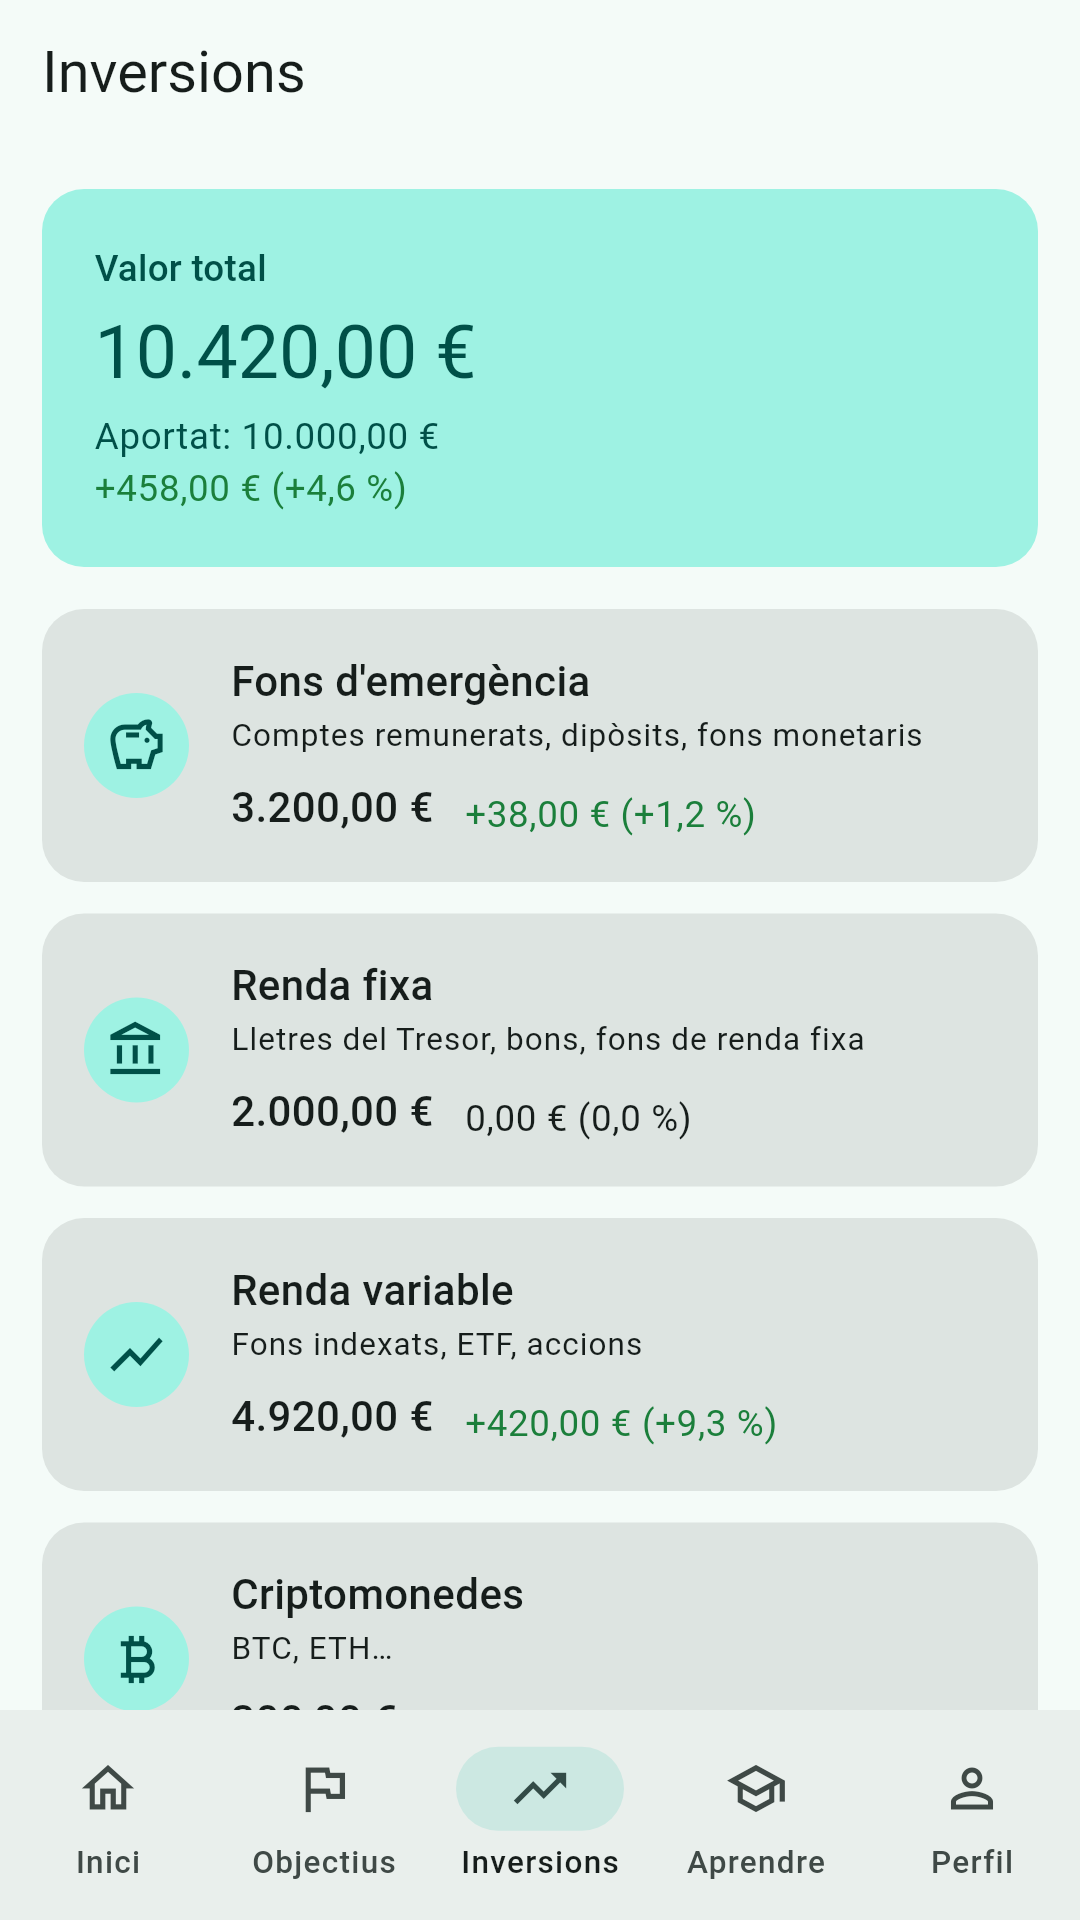 Inversions
Valor total
10.420,00 €
Aportat: 10.000,00 €
+458,00 € (+4,6 %)
Fons d'emergència
Comptes remunerats, dipòsits, fons monetaris
3.200,00 € +38,00 € (+1,2 %)
Renda fixa
Lletres del Tresor, bons, fons de renda fixa
2.000,00 € 0,00 € (0,0 %)
Renda variable
Fons indexats, ETF, accions
4.920,00 € +420,00 € (+9,3 %)
Criptomonedes
BTC, ETH…
Inici Objectius Inversions Aprendre Perfil